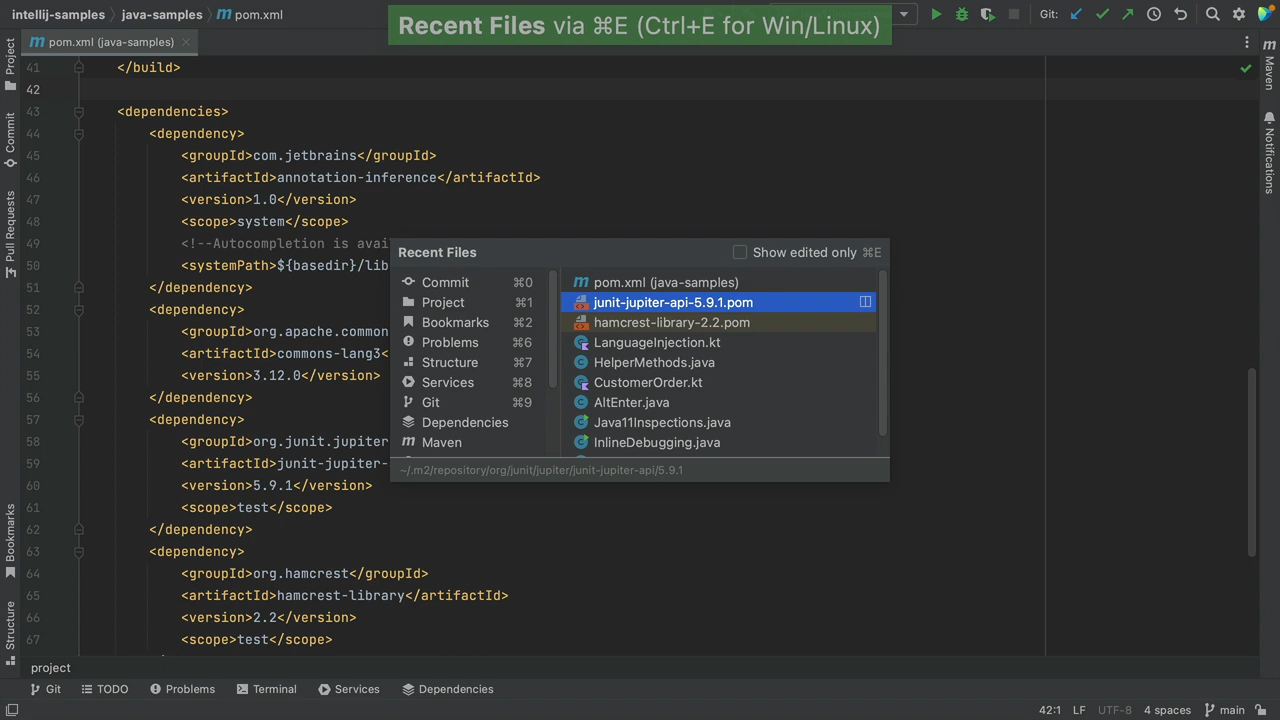 intellij-samples
java-samples
pom.xml
Recent Files via ⌘E (Ctrl+E for Win/Linux)
Git:
pom.xml (java-samples)
Project
Commit
Pull Requests
Bookmarks
Structure
Maven
Notifications
41 </build>
42
43 <dependencies>
44 <dependency>
45 <groupId>com.jetbrains</groupId>
46 <artifactId>annotation-inference</artifactId>
47 <version>1.0</version>
48 <scope>system</scope>
49 <!--Autocompletion is avai
50 <systemPath>${basedir}/lib
51 </dependency>
52 <dependency>
53 <groupId>org.apache.common
54 <artifactId>commons-lang3<
55 <version>3.12.0</version>
56 </dependency>
57 <dependency>
58 <groupId>org.junit.jupiter
59 <artifactId>junit-jupiter-
60 <version>5.9.1</version>
61 <scope>test</scope>
62 </dependency>
63 <dependency>
64 <groupId>org.hamcrest</groupId>
65 <artifactId>hamcrest-library</artifactId>
66 <version>2.2</version>
67 <scope>test</scope>
Recent Files
Show edited only ⌘E
Commit ⌘0
Project ⌘1
Bookmarks ⌘2
Problems ⌘6
Structure ⌘7
Services ⌘8
Git ⌘9
Dependencies
Maven
pom.xml (java-samples)
junit-jupiter-api-5.9.1.pom
hamcrest-library-2.2.pom
LanguageInjection.kt
HelperMethods.java
CustomerOrder.kt
AltEnter.java
Java11Inspections.java
InlineDebugging.java
~/.m2/repository/org/junit/jupiter/junit-jupiter-api/5.9.1
project
Git
TODO
Problems
Terminal
Services
Dependencies
42:1 LF UTF-8 4 spaces main